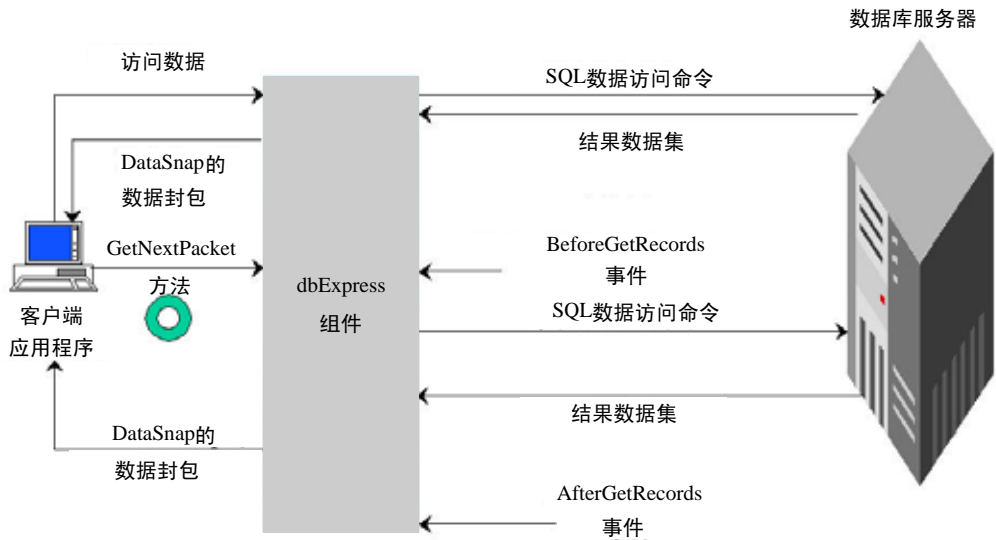 数据库服务器
访问数据
SQL数据访问命令
结果数据集
DataSnap的
数据封包
GetNextPacket
方法
BeforeGetRecords
事件
dbExpress
组件
SQL数据访问命令
客户端
应用程序
结果数据集
DataSnap的
数据封包
AfterGetRecords
事件